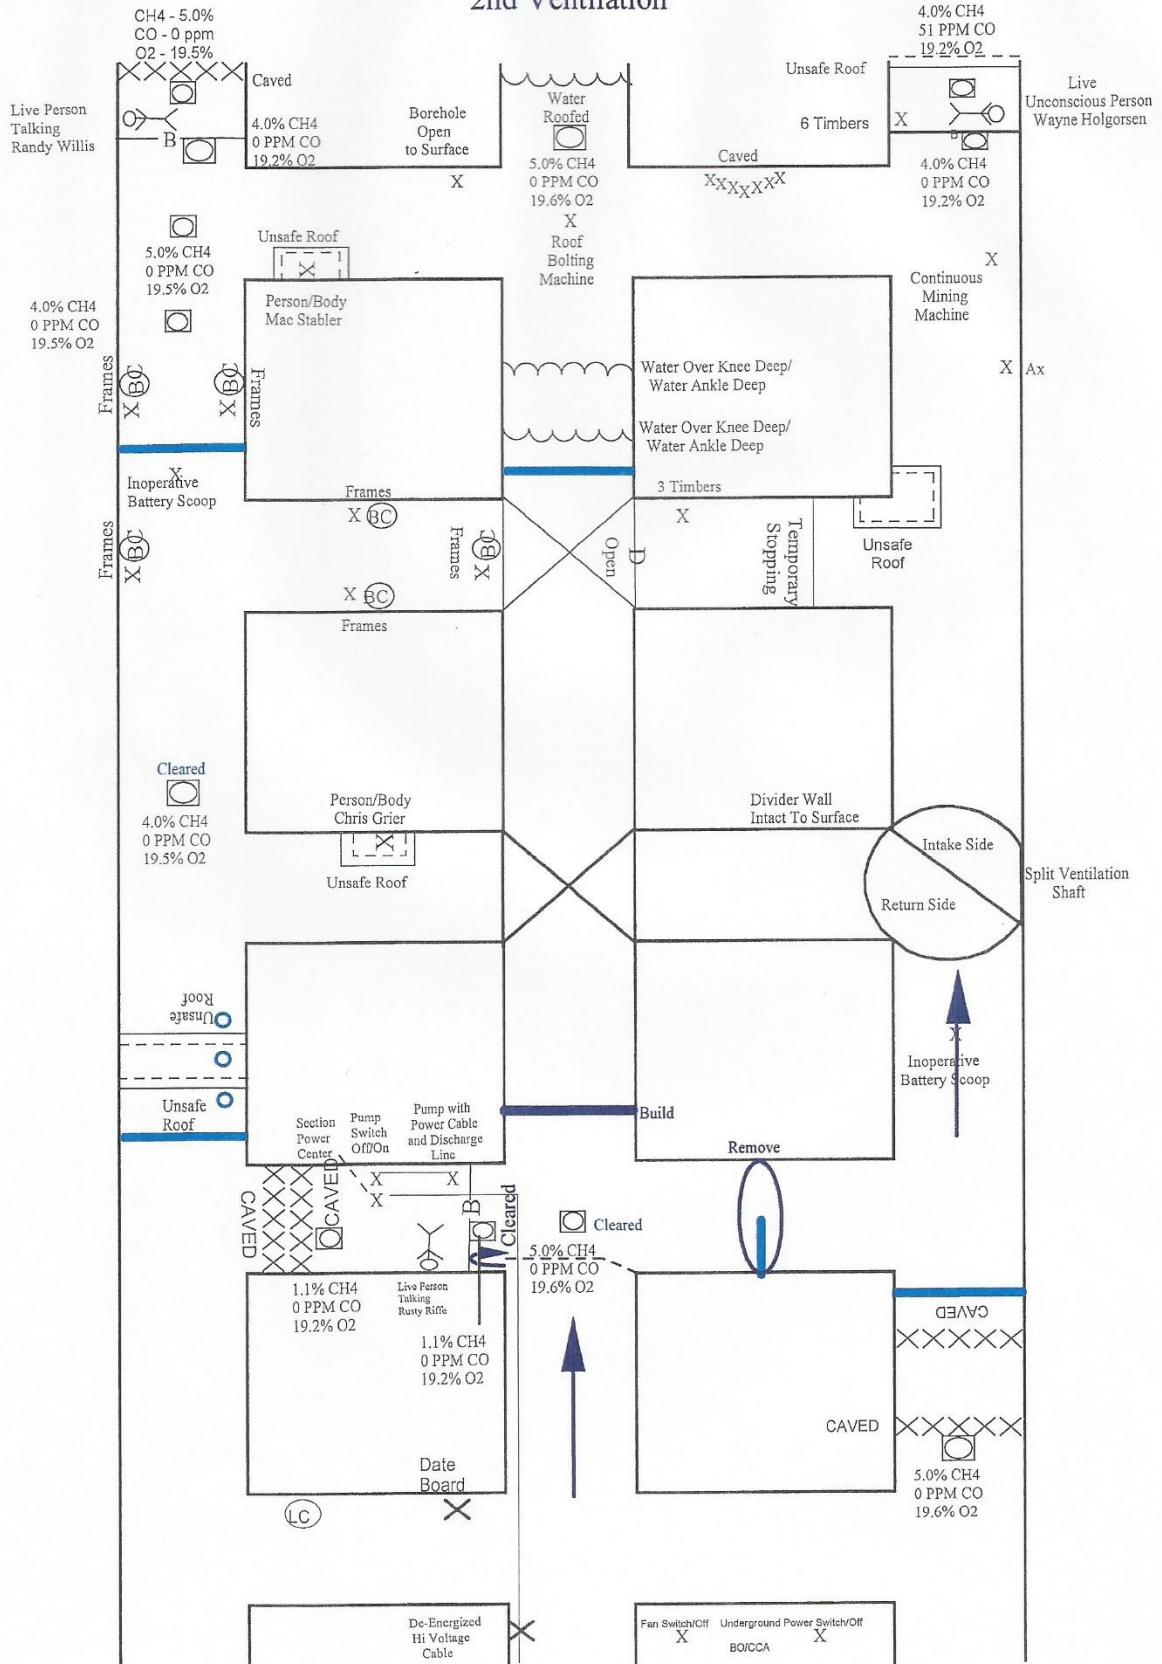 2nd Ventilation
CH4 - 5.0%
CO - 0 ppm
O2 - 19.5%
Caved
Live Person
Talking
Randy Willis
B
4.0% CH4
0 PPM CO
19.2% O2
Borehole
Open
to Surface
X
Water
Roofed
5.0% CH4
0 PPM CO
19.6% O2
X
Roof
Bolting
Machine
4.0% CH4
51 PPM CO
19.2% O2
Unsafe Roof
6 Timbers
X
B
Live
Unconscious Person
Wayne Holgorsen
Caved
XXXXXXX
4.0% CH4
0 PPM CO
19.2% O2
5.0% CH4
0 PPM CO
19.5% O2
Unsafe Roof
X
Person/Body
Mac Stabler
X
Continuous
Mining
Machine
4.0% CH4
0 PPM CO
19.5% O2
Frames
X BC
X BC
Frames
Water Over Knee Deep/
Water Ankle Deep
Water Over Knee Deep/
Water Ankle Deep
X Ax
X
Inoperative
Battery Scoop
Frames
X BC
3 Timbers
X
Frames
X BC
Frames
X BC
Open
D
Temporary
Stopping
Unsafe
Roof
X BC
Frames
Cleared
4.0% CH4
0 PPM CO
19.5% O2
Person/Body
Chris Grier
X
Unsafe Roof
Divider Wall
Intact To Surface
Intake Side
Return Side
Split Ventilation
Shaft
Unsafe
Roof
Unsafe
Roof
X
Inoperative
Battery Scoop
Build
Remove
Section
Power
Center
Pump
Switch
Off/On
Pump with
Power Cable
and Discharge
Line
X X
X
CAVED
CAVED
B
Cleared
Cleared
5.0% CH4
0 PPM CO
19.6% O2
1.1% CH4
0 PPM CO
19.2% O2
Live Person
Talking
Rusty Riffe
1.1% CH4
0 PPM CO
19.2% O2
CAVED
CAVED
5.0% CH4
0 PPM CO
19.6% O2
Date
Board
X
LC
De-Energized
Hi Voltage
Cable
X
Fan Switch/Off
X
Underground Power Switch/Off
X
BO/CCA